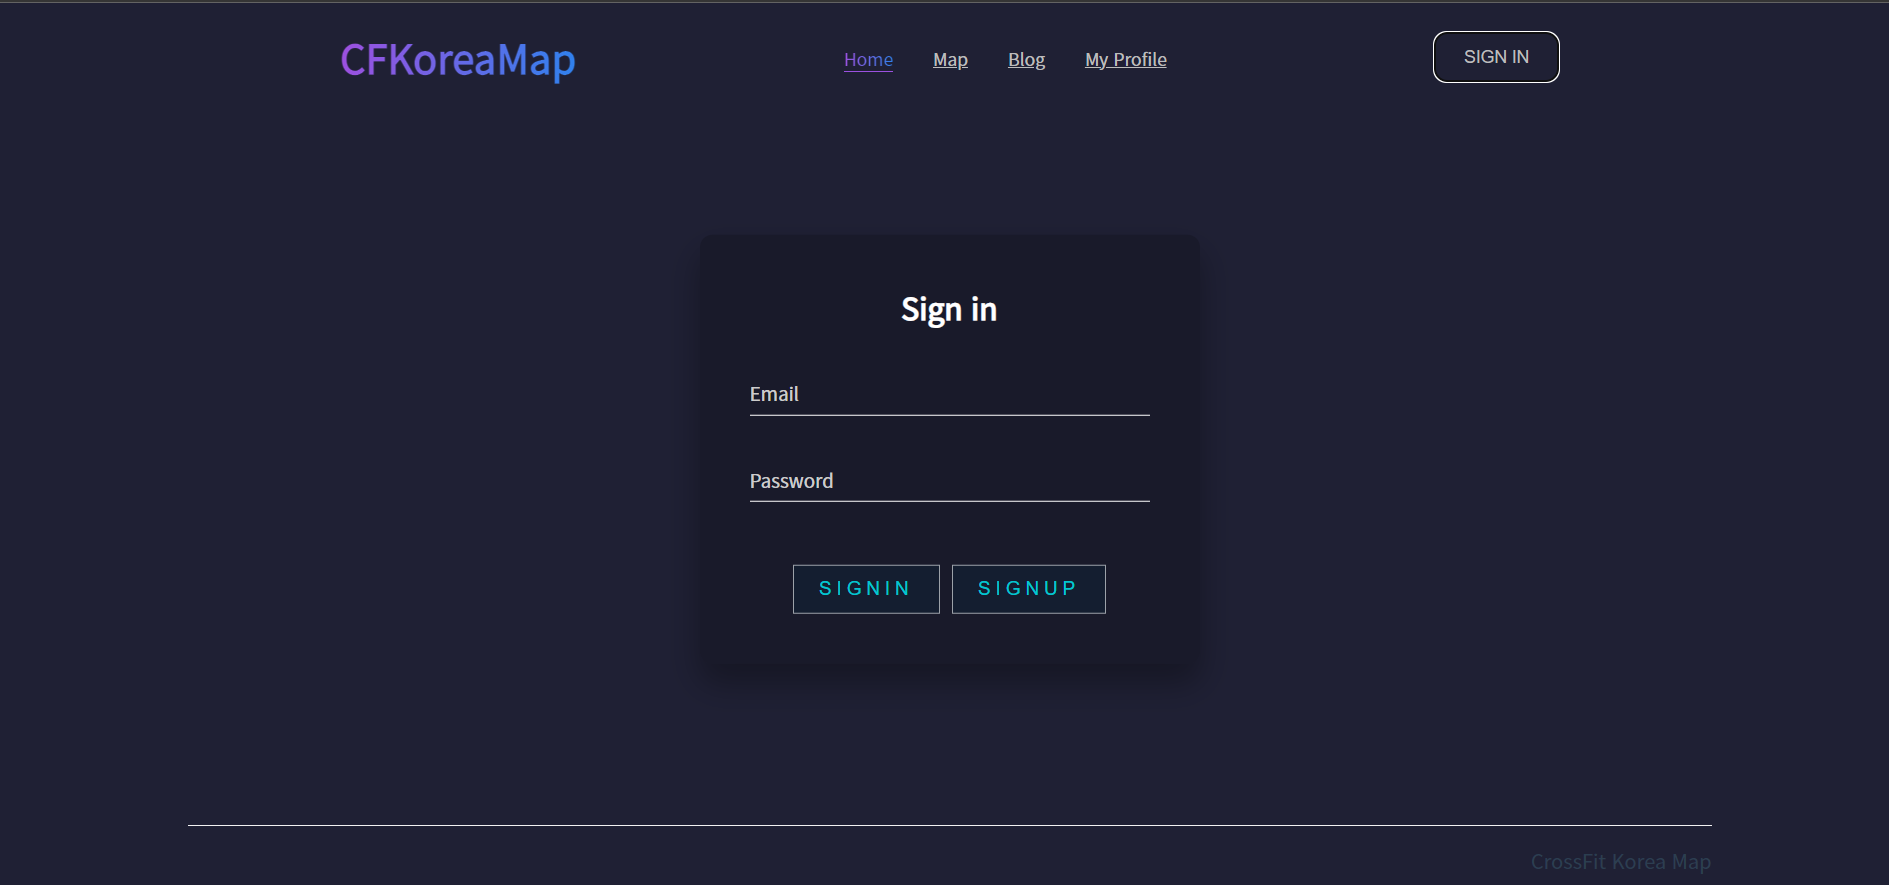 CFKoreaMap
Home Map Blog My Profile
SIGN IN
Sign in
Email
Password
SIGNIN SIGNUP
CrossFit Korea Map